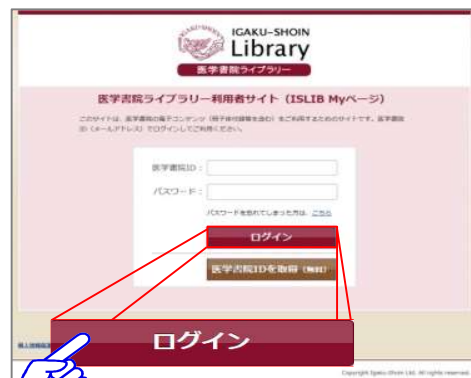 IGAKU-SHOIN
Library
医学書院ライブラリー
医学書院ライブラリー利用者サイト（ISLIB Myページ）
このサイトは、医学書院の電子コンテンツ（冊子体付録等を含む）をご利用するためのサイトです。医学書院
ID（メールアドレス）でログインしてご利用ください。
医学書院ID：
パスワード：
パスワードを忘れてしまった方は、こちら
ログイン
医学書院IDを取得（無料）
ログイン
Copyright Igaku-Shoin Ltd. All rights reserved.